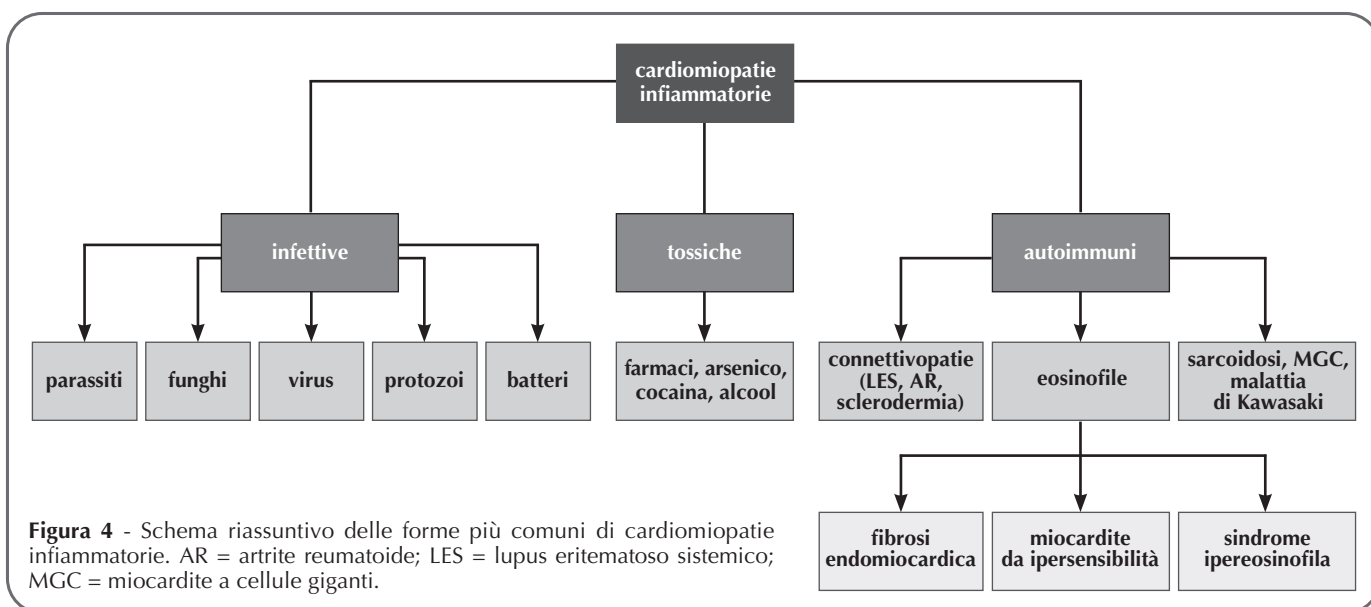 cardiomiopatie
infiammatorie
infettive
tossiche
autoimmuni
parassiti
funghi
virus
protozoi
batteri
farmaci, arsenico,
cocaina, alcool
connettivopatie
(LES, AR,
sclerodermia)
eosinofile
sarcoidosi, MGC,
malattia
di Kawasaki
fibrosi
endomiocardica
miocardite
da ipersensibilità
sindrome
ipereosinofila
Figura 4 - Schema riassuntivo delle forme più comuni di cardiomiopatie
infiammatorie. AR = artrite reumatoide; LES = lupus eritematoso sistemico;
MGC = miocardite a cellule giganti.